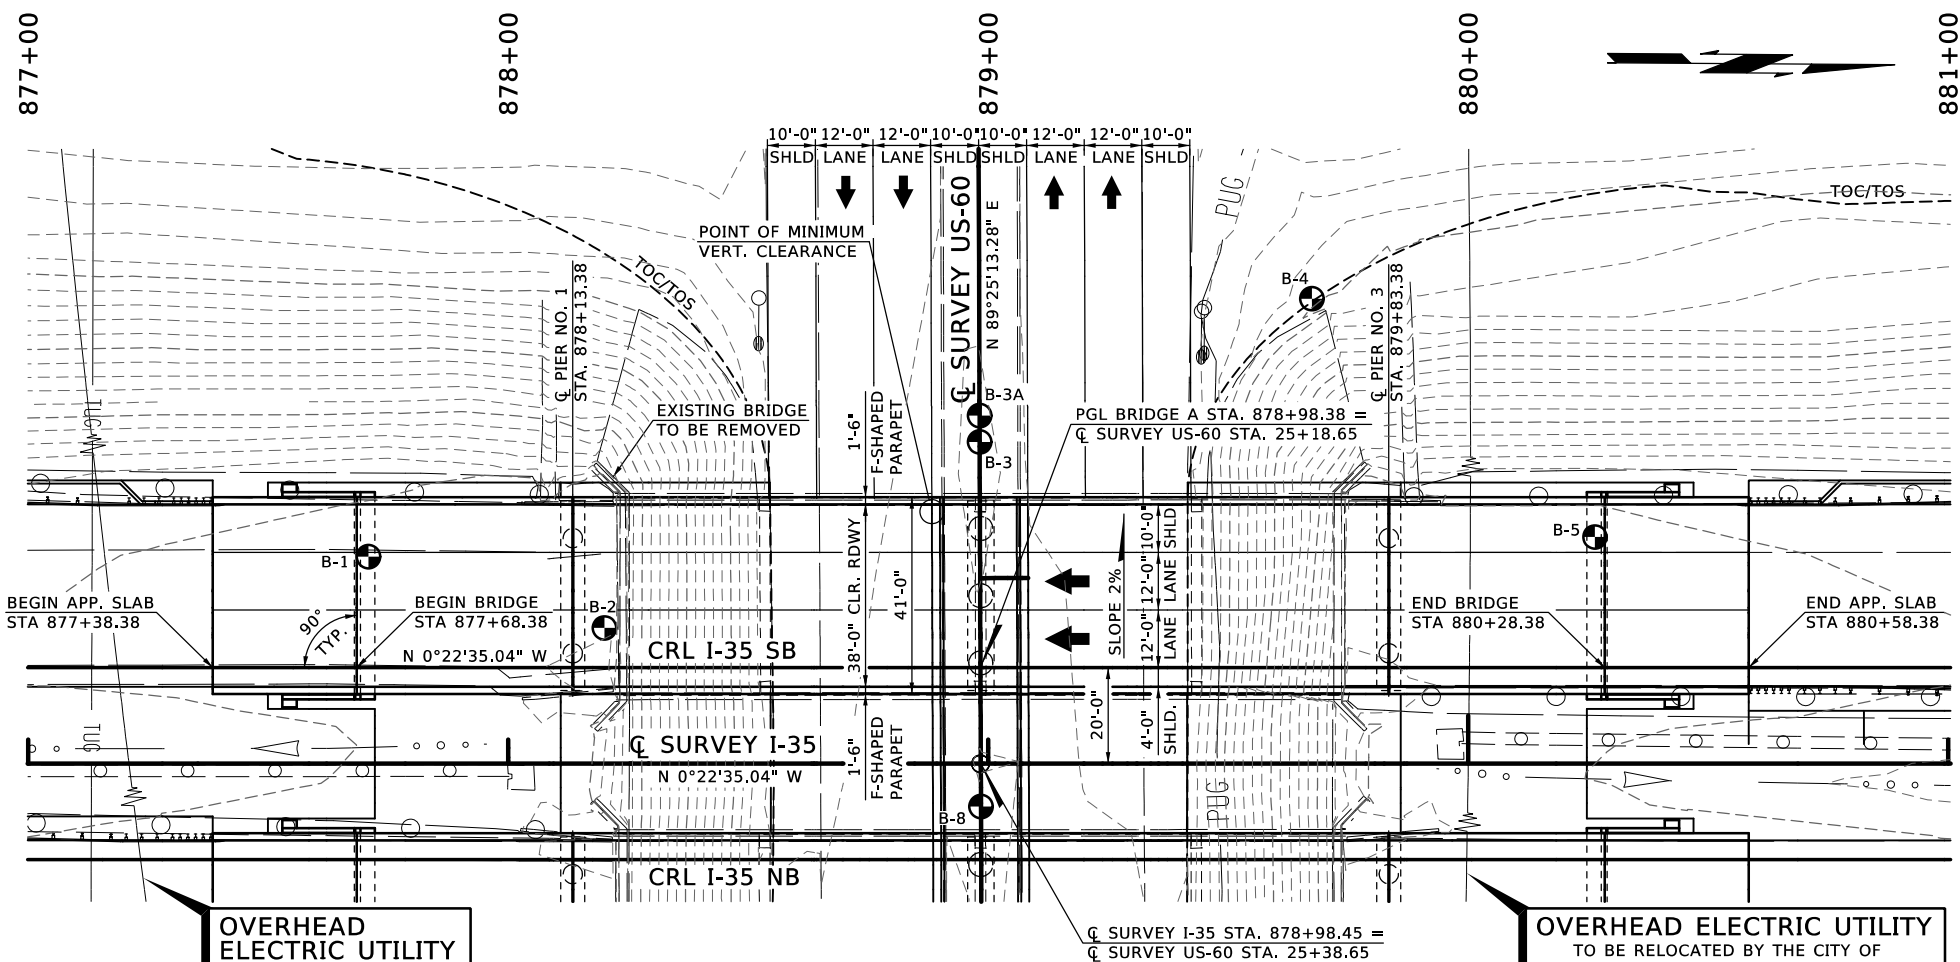 877+00
878+00
879+00
880+00
881+00
10'-0" 12'-0" 12'-0" 10'-0" 10'-0" 12'-0" 12'-0" 10'-0"
SHLD LANE LANE SHLD SHLD LANE LANE SHLD
PUG
TOC/TOS
POINT OF MINIMUM
VERT. CLEARANCE
℄ SURVEY US-60
N 89°25'13.28" E
TOC/TOS
℄ PIER NO. 1
STA. 878+13.38
B-4
℄ PIER NO. 3
STA. 879+83.38
TUG
EXISTING BRIDGE
TO BE REMOVED
1'-6"
F-SHAPED
PARAPET
B-3A
B-3
PGL BRIDGE A STA. 878+98.38 =
℄ SURVEY US-60 STA. 25+18.65
B-1
B-5
38'-0" CLR. RDWY
41'-0"
SLOPE 2%
10'-0"
SHLD
12'-0"
LANE
12'-0"
LANE
4'-0"
SHLD.
BEGIN APP. SLAB
STA 877+38.38
90°
TYP.
BEGIN BRIDGE
STA 877+68.38
B-2
END BRIDGE
STA 880+28.38
END APP. SLAB
STA 880+58.38
N 0°22'35.04" W
CRL I-35 SB
20'-0"
TUG
℄ SURVEY I-35
N 0°22'35.04" W
1'-6"
F-SHAPED
PARAPET
PUG
B-8
CRL I-35 NB
OVERHEAD
ELECTRIC UTILITY
℄ SURVEY I-35 STA. 878+98.45 =
℄ SURVEY US-60 STA. 25+38.65
OVERHEAD ELECTRIC UTILITY
TO BE RELOCATED BY THE CITY OF